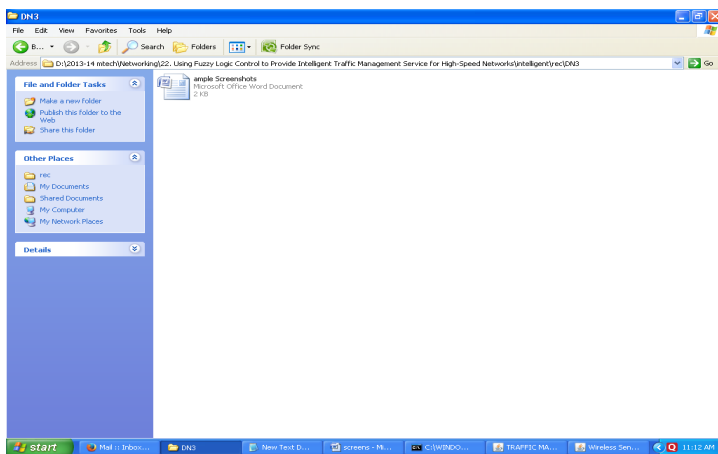 DN3
File Edit View Favorites Tools Help
B... Search Folders Folder Sync
Address D:\2013-14 mtech\Networking\22. Using Fuzzy Logic Control to Provide Intelligent Traffic Management Service for High-Speed Networks\intelligent\rec\DN3 Go
File and Folder Tasks
Make a new folder
Publish this folder to the
Web
Share this folder
Other Places
rec
My Documents
Shared Documents
My Computer
My Network Places
Details
ample Screenshots
Microsoft Office Word Document
2 KB
start Mail :: Inbox... DN3 New Text D... screens - Mi... C:\WINDO... TRAFFIC MA... Wireless Sen... 11:12 AM